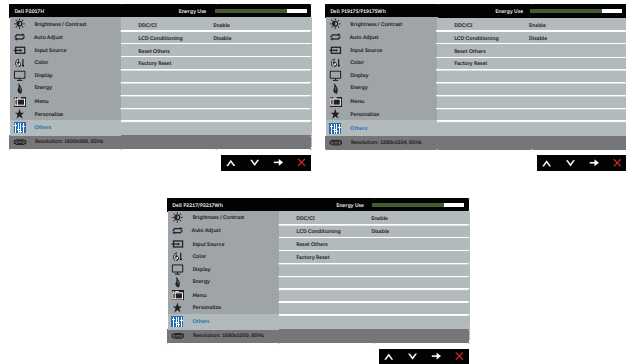 Dell P2017H Energy Use
Brightness / Contrast DDC/CI Enable
Auto Adjust LCD Conditioning Disable
Input Source Reset Others
Color Factory Reset
Display
Energy
Menu
Personalize
Others
Resolution: 1600x900, 60Hz
Dell P1917S/P1917SWh Energy Use
Brightness / Contrast DDC/CI Enable
Auto Adjust LCD Conditioning Disable
Input Source Reset Others
Color Factory Reset
Display
Energy
Menu
Personalize
Others
Resolution: 1280x1024, 60Hz
Dell P2217/P2217Wh Energy Use
Brightness / Contrast DDC/CI Enable
Auto Adjust LCD Conditioning Disable
Input Source Reset Others
Color Factory Reset
Display
Energy
Menu
Personalize
Others
Resolution: 1680x1050, 60Hz